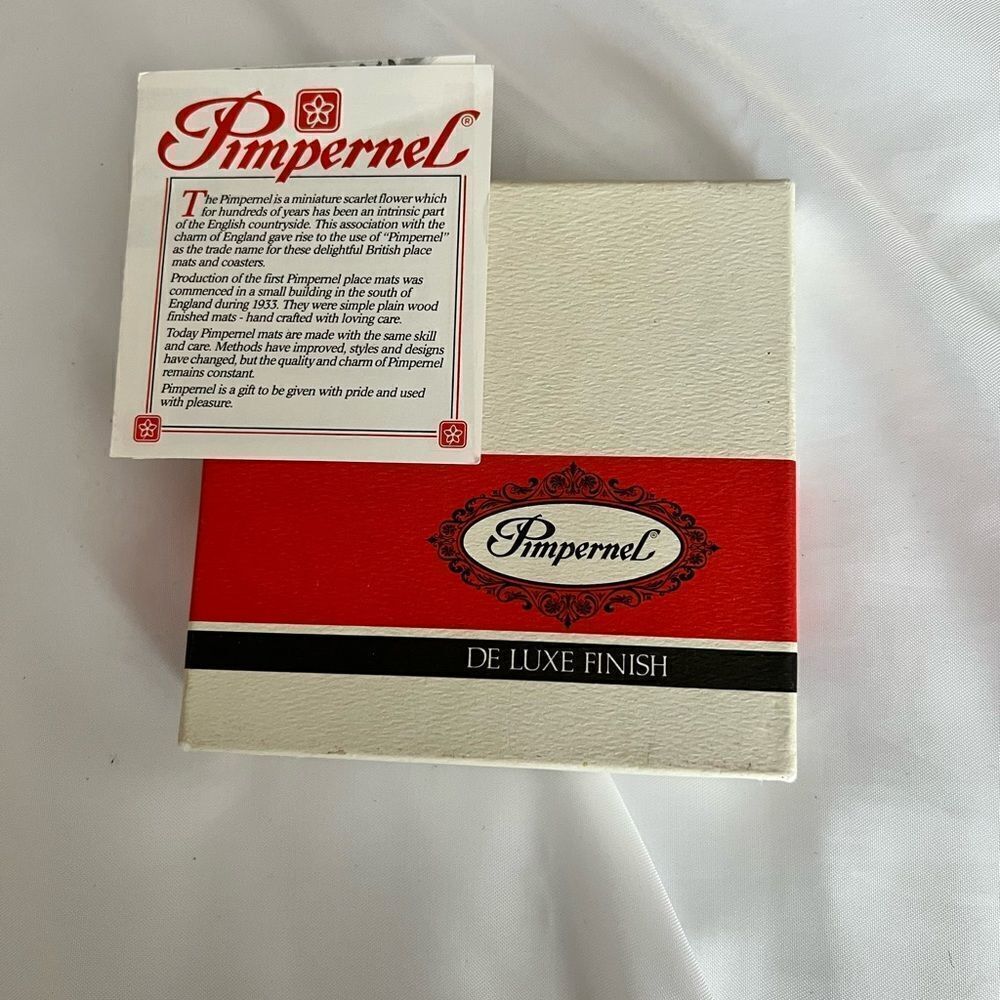 Pimpernel®
The Pimpernel is a miniature scarlet flower which
for hundreds of years has been an intrinsic part
of the English countryside. This association with the
charm of England gave rise to the use of "Pimpernel"
as the trade name for these delightful British place
mats and coasters.
Production of the first Pimpernel place mats was
commenced in a small building in the south of
England during 1933. They were simple plain wood
finished mats - hand crafted with loving care.
Today Pimpernel mats are made with the same skill
and care. Methods have improved, styles and designs
have changed, but the quality and charm of Pimpernel
remains constant.
Pimpernel is a gift to be given with pride and used
with pleasure.
Pimpernel®
DE LUXE FINISH